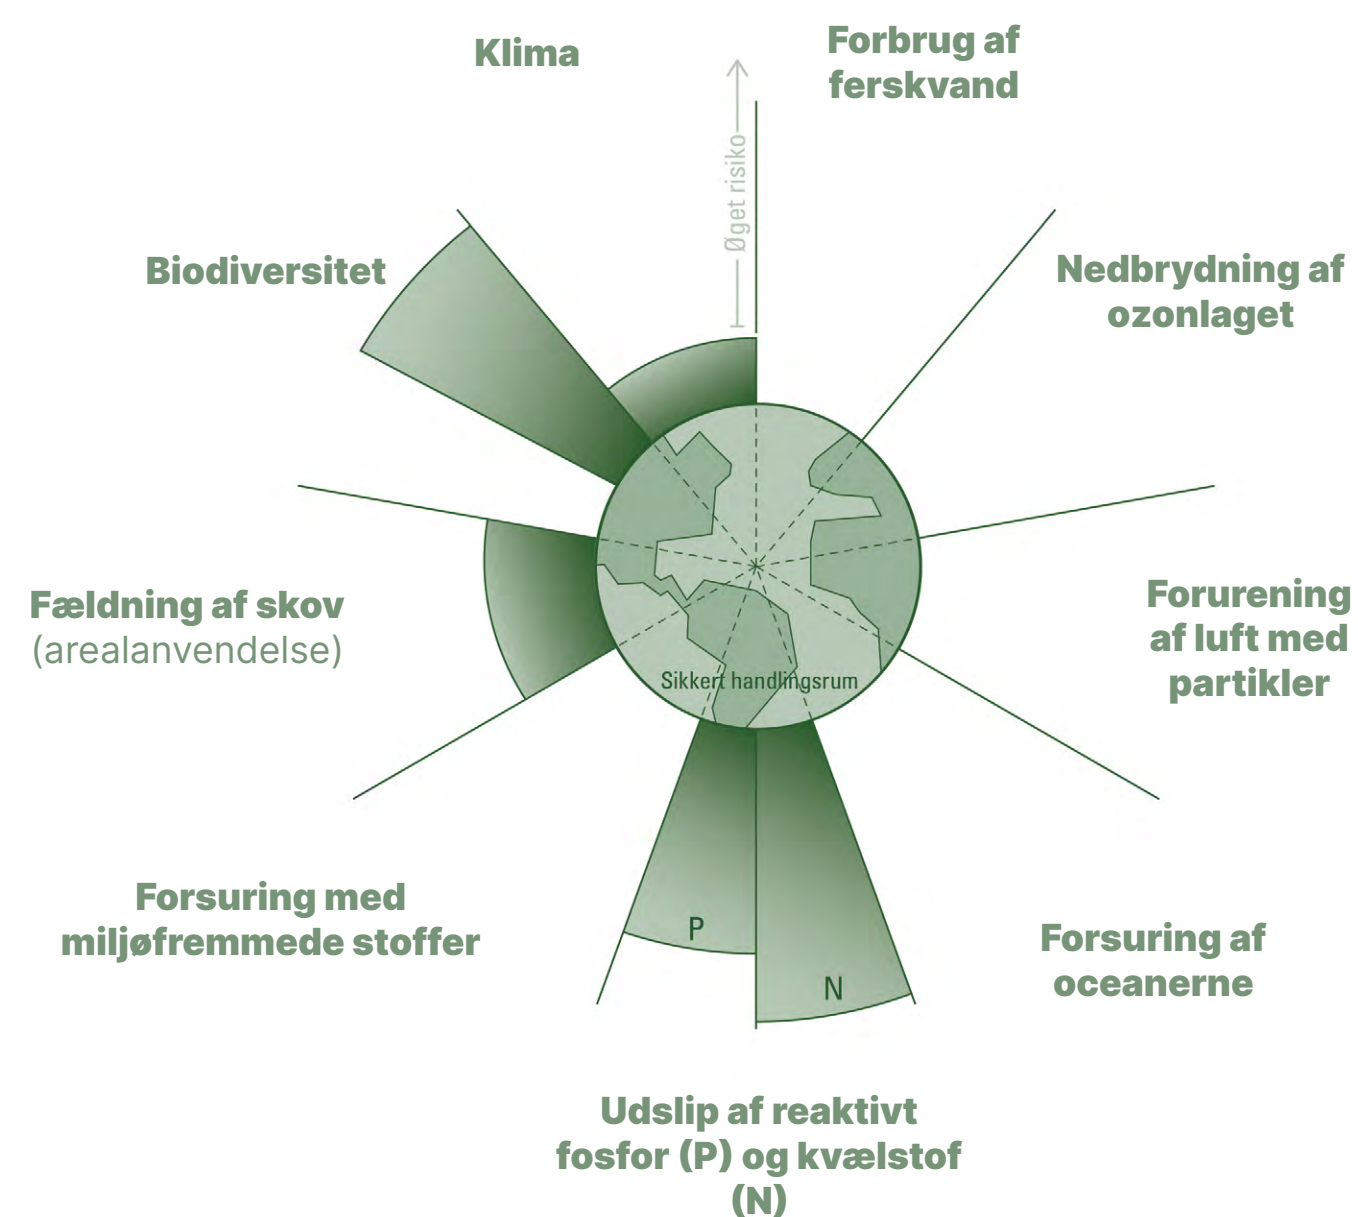 Klima
Forbrug af
ferskvand
Øget risiko
Biodiversitet
Nedbrydning af
ozonlaget
Fældning af skov
(arealanvendelse)
Forurening
af luft med
partikler
Sikkert handlingsrum
Forsuring med
miljøfremmede stoffer
P
N
Forsuring af
oceanerne
Udslip af reaktivt
fosfor (P) og kvælstof
(N)